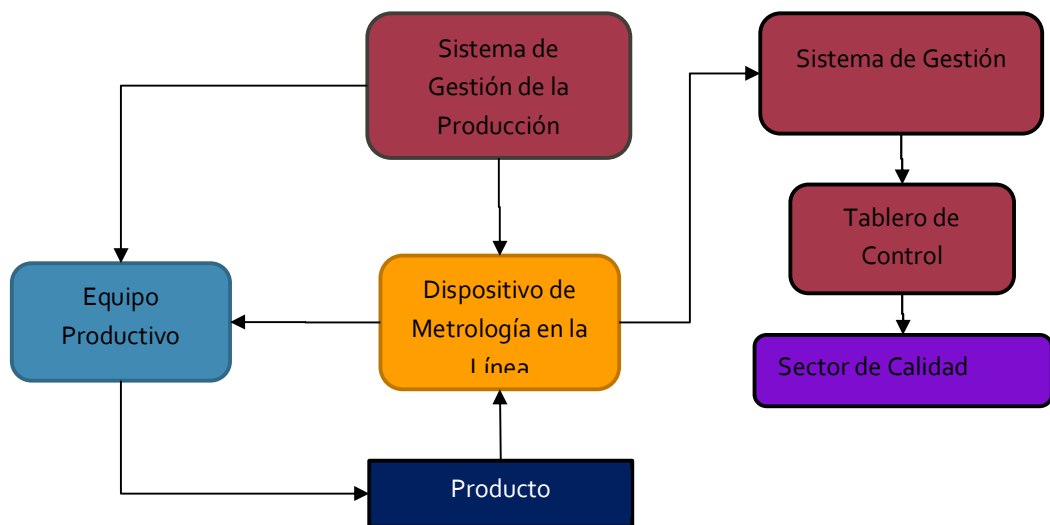 Sistema de
Gestión de la
Producción
Sistema de Gestión
Tablero de
Control
Equipo
Productivo
Dispositivo de
Metrología en la
Línea
Sector de Calidad
Producto